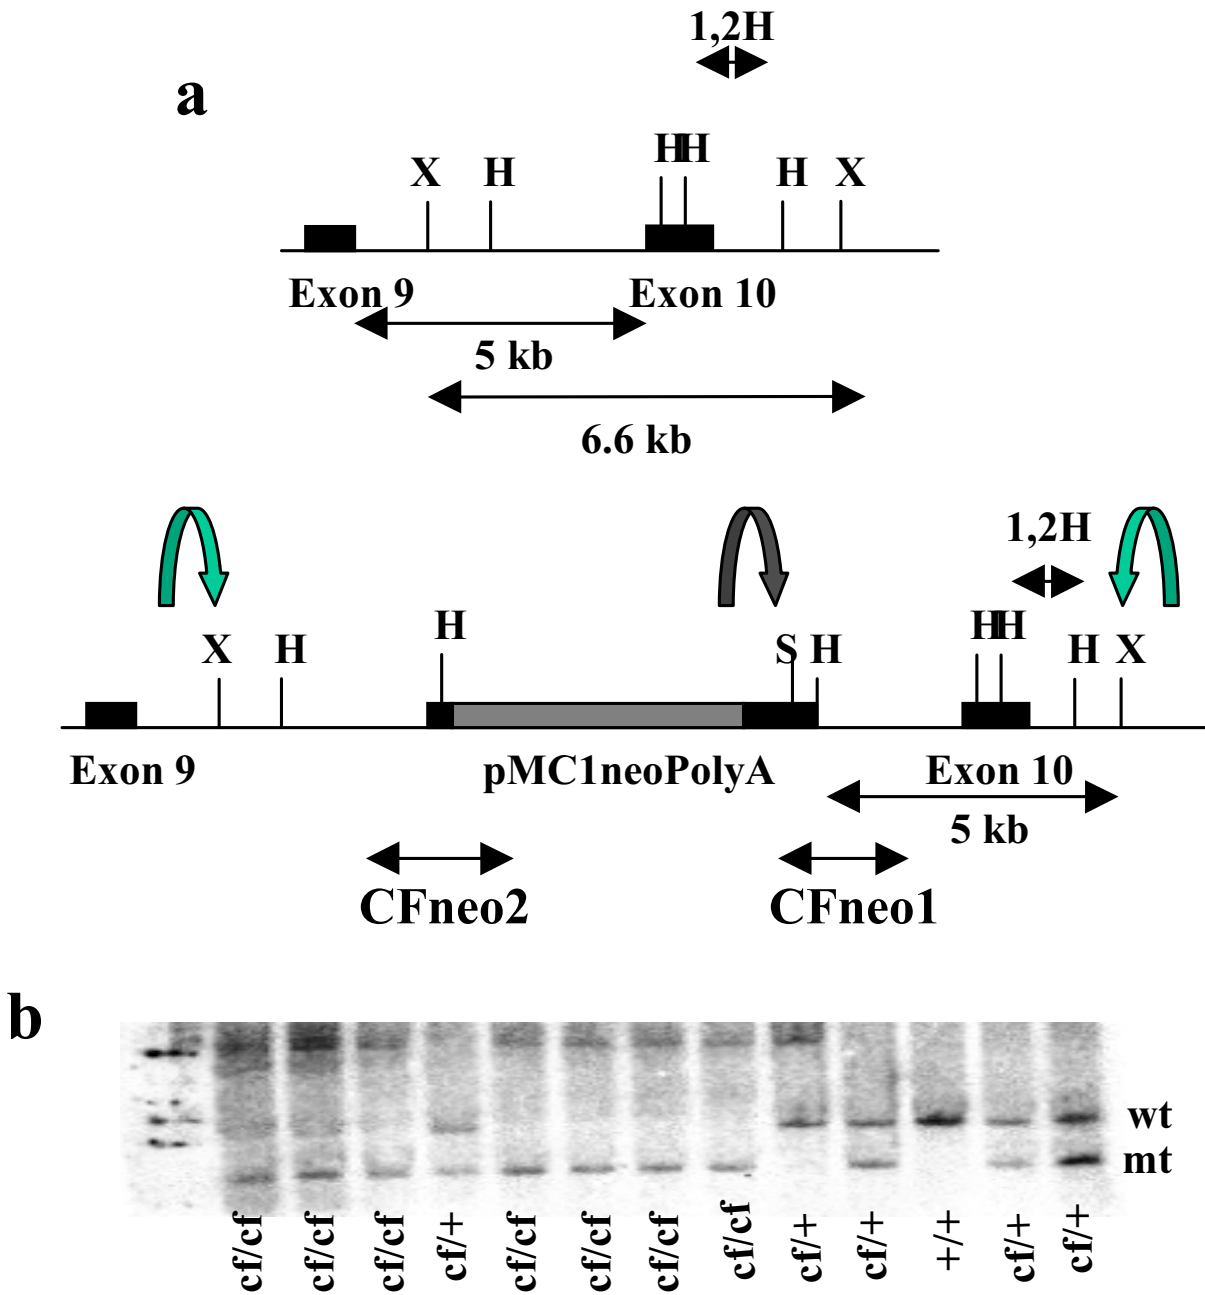 1,2H
a
X H HH H X
Exon 9 Exon 10
5 kb
6.6 kb
1,2H
X H H S H HH H X
Exon 9 pMC1neoPolyA Exon 10
5 kb
CFneo2 CFneo1
b
wt
mt
cf/cf cf/cf cf/cf cf/+ cf/cf cf/cf cf/cf cf/cf cf/+ cf/+ +/+ cf/+ cf/+